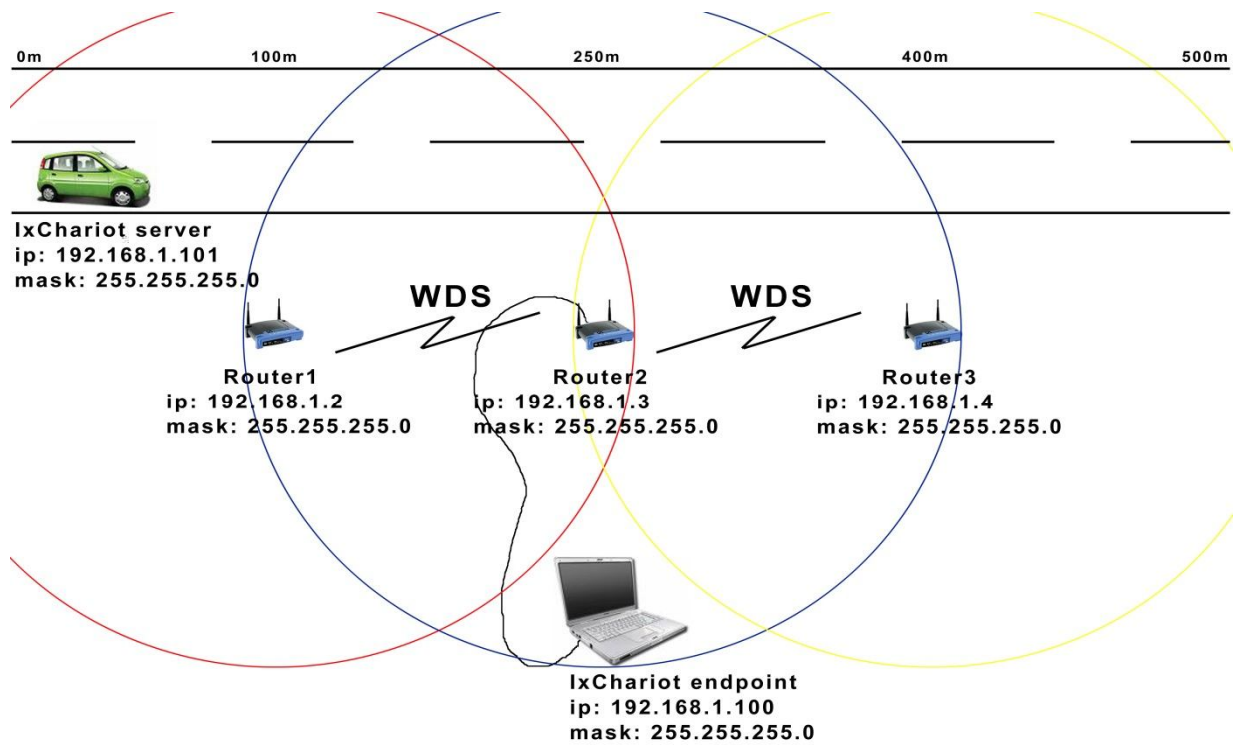 0m 100m 250m 400m 500m
IxChariot server
ip: 192.168.1.101
mask: 255.255.255.0
WDS WDS
Router1 Router2 Router3
ip: 192.168.1.2 ip: 192.168.1.3 ip: 192.168.1.4
mask: 255.255.255.0 mask: 255.255.255.0 mask: 255.255.255.0
IxChariot endpoint
ip: 192.168.1.100
mask: 255.255.255.0